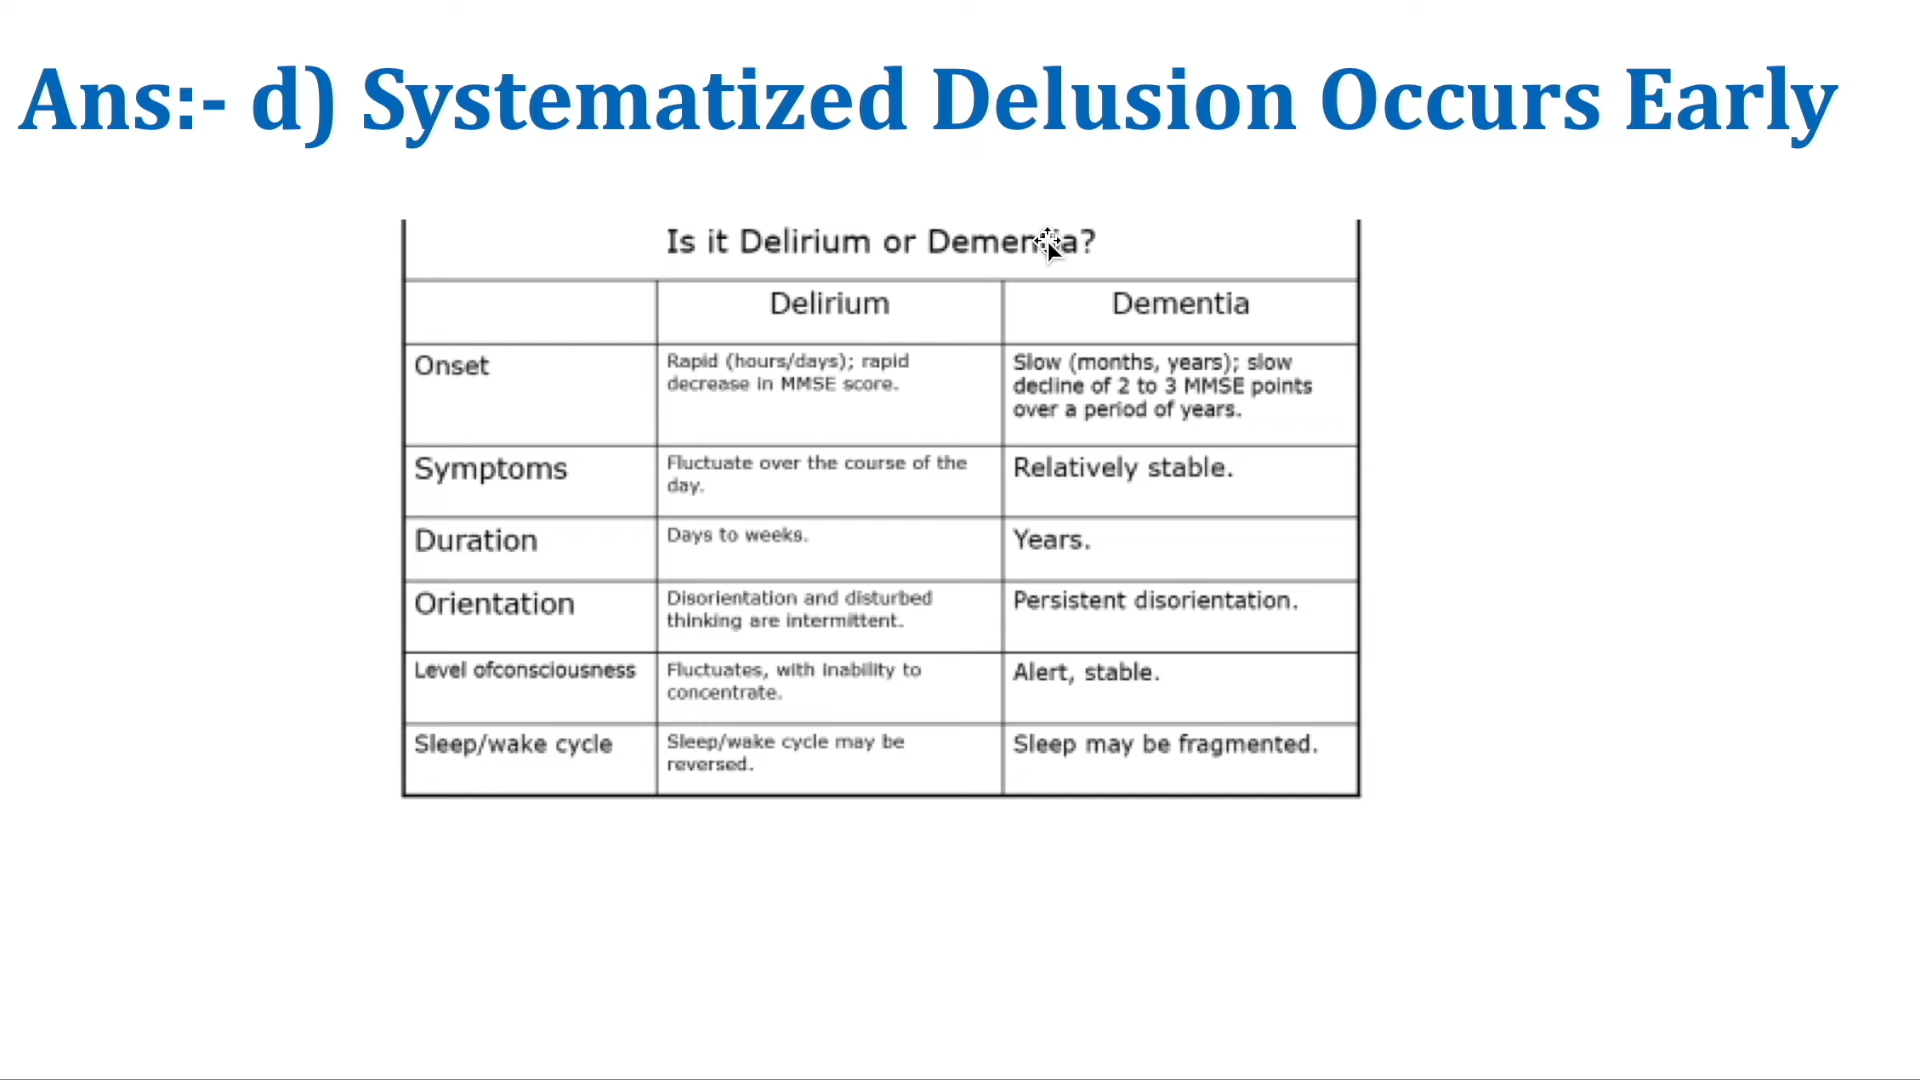 Ans:- d) Systematized Delusion Occurs Early
Is it Delirium or Dementia?
Delirium Dementia
Onset
Rapid (hours/days); rapid
decrease in MMSE score.
Slow (months, years); slow
decline of 2 to 3 MMSE points
over a period of years.
Symptoms
Fluctuate over the course of the
day.
Relatively stable.
Duration
Days to weeks.
Years.
Orientation
Disorientation and disturbed
thinking are intermittent.
Persistent disorientation.
Level ofconsciousness
Fluctuates, with inability to
concentrate.
Alert, stable.
Sleep/wake cycle
Sleep/wake cycle may be
reversed.
Sleep may be fragmented.